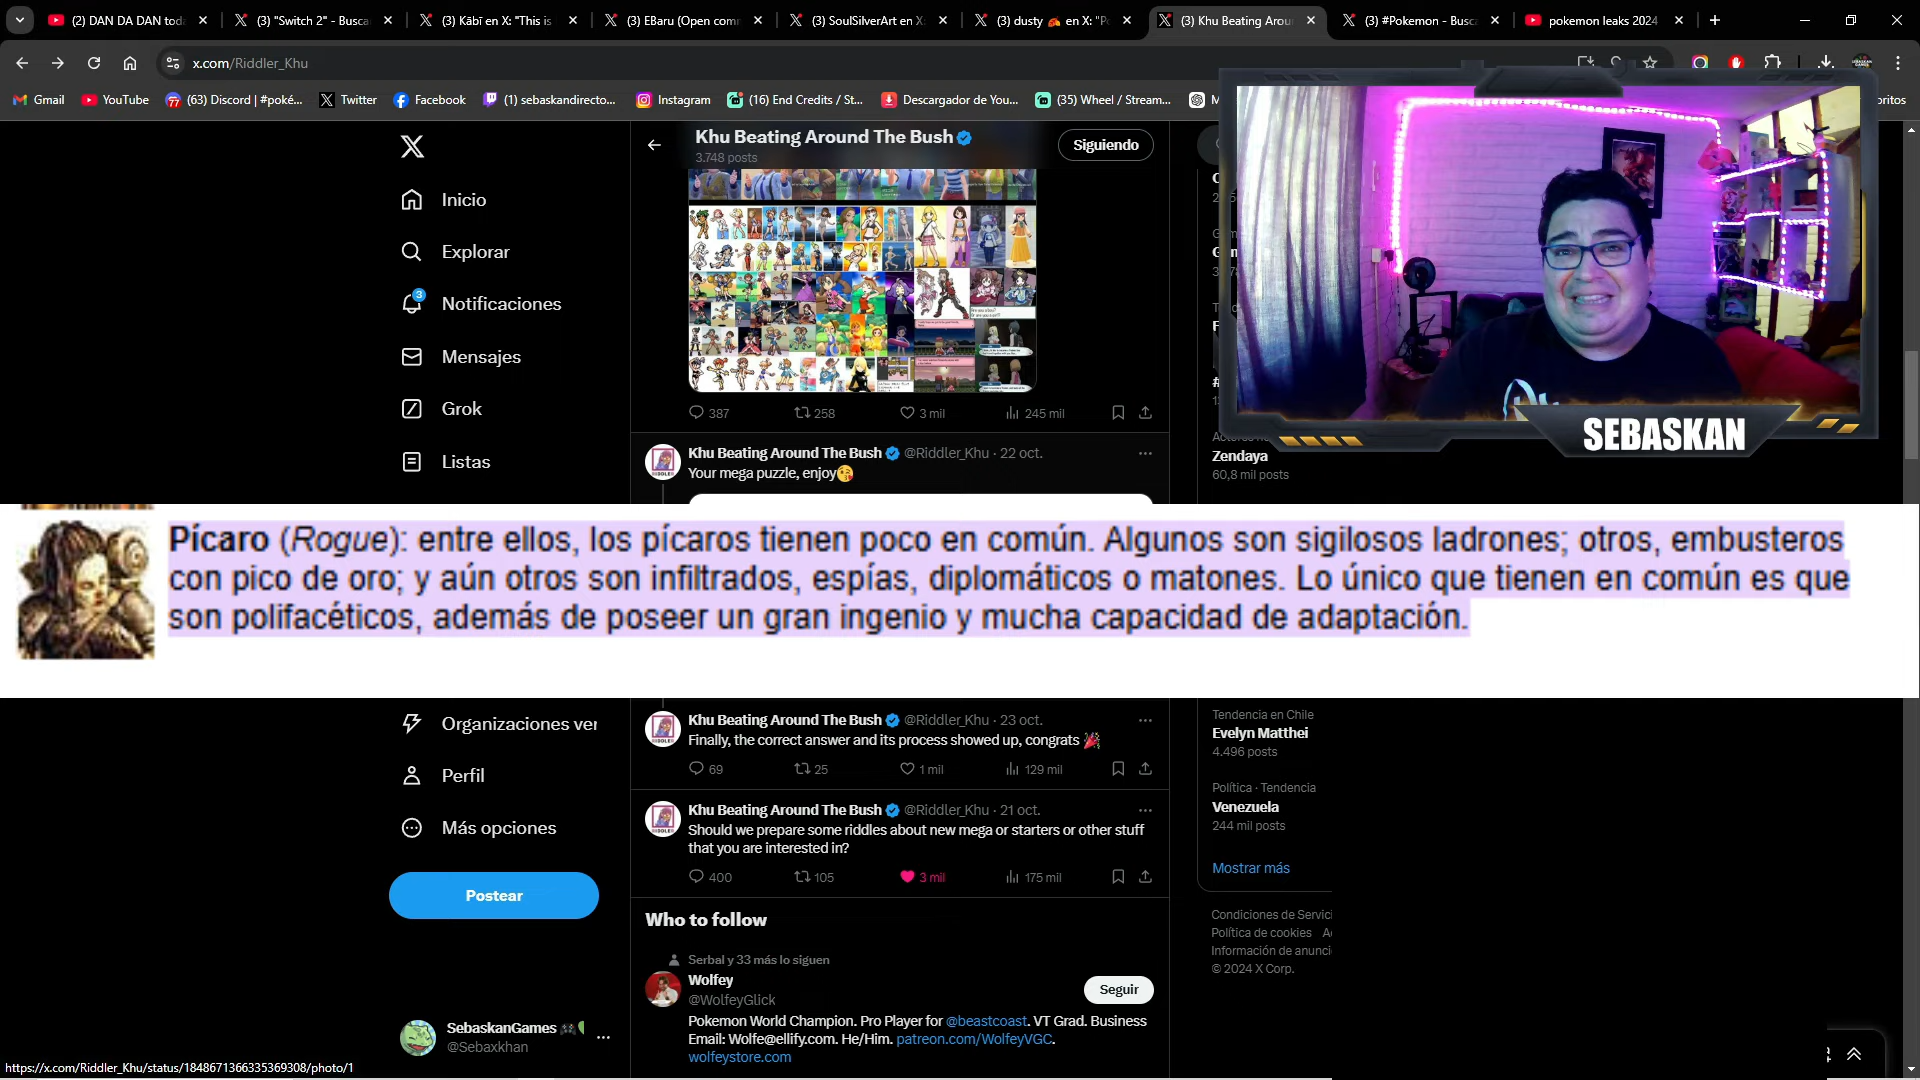 (2) DAN DA DAN toda
(3) "Switch 2" - Busca
(3) Kābī en X: "This is
(3) EBaru (Open comm
(3) SoulSilverArt en X:
(3) dusty 🍂 en X: "P
(3) Khu Beating Arou
(3) #Pokemon - Busc
pokemon leaks 2024
x.com/Riddler_Khu
Gmail
YouTube
(63) Discord | #poké...
Twitter
Facebook
(1) sebaskandirecto...
Instagram
(16) End Credits / St...
Descargador de You...
(35) Wheel / Stream...
Khu Beating Around The Bush
3.748 posts
Siguiendo
Inicio
Explorar
3
Notificaciones
Mensajes
Grok
Listas
387
258
3 mil
245 mil
Khu Beating Around The Bush @Riddler_Khu · 22 oct.
Your mega puzzle, enjoy😘
SEBASKAN
Zendaya
60,8 mil posts
Pícaro (Rogue): entre ellos, los pícaros tienen poco en común. Algunos son sigilosos ladrones; otros, embusteros
con pico de oro; y aún otros son infiltrados, espías, diplomáticos o matones. Lo único que tienen en común es que
son polifacéticos, además de poseer un gran ingenio y mucha capacidad de adaptación.
Organizaciones ver
Perfil
Más opciones
Postear
Khu Beating Around The Bush @Riddler_Khu · 23 oct.
Finally, the correct answer and its process showed up, congrats 🎉
69
25
1 mil
129 mil
Khu Beating Around The Bush @Riddler_Khu · 21 oct.
Should we prepare some riddles about new mega or starters or other stuff
that you are interested in?
400
105
3 mil
175 mil
Who to follow
Serbal y 33 más lo siguen
Wolfey
@WolfeyGlick
Seguir
Pokemon World Champion. Pro Player for @beastcoast. VT Grad. Business
Email: Wolfe@ellify.com. He/Him. patreon.com/WolfeyVGC.
wolfeystore.com
Tendencia en Chile
Evelyn Matthei
4.496 posts
Política · Tendencia
Venezuela
244 mil posts
Mostrar más
Condiciones de Servici
Política de cookies
Información de anunci
© 2024 X Corp.
SebaskanGames
@Sebaxkhan
https://x.com/Riddler_Khu/status/1848671366335369308/photo/1